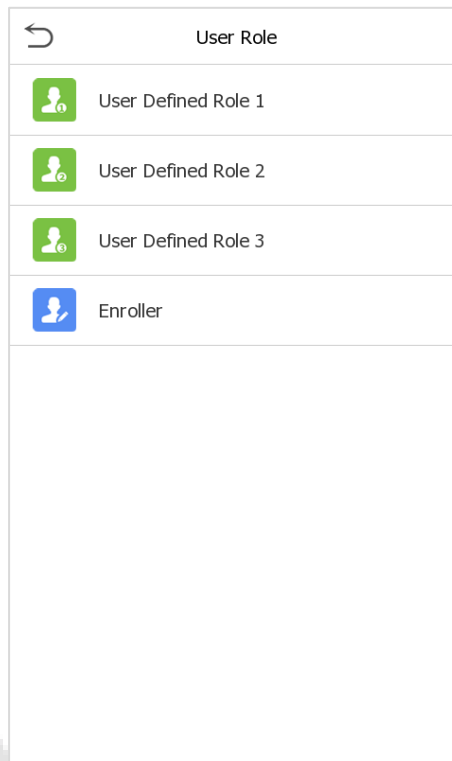 User Role
User Defined Role 1
User Defined Role 2
User Defined Role 3
Enroller